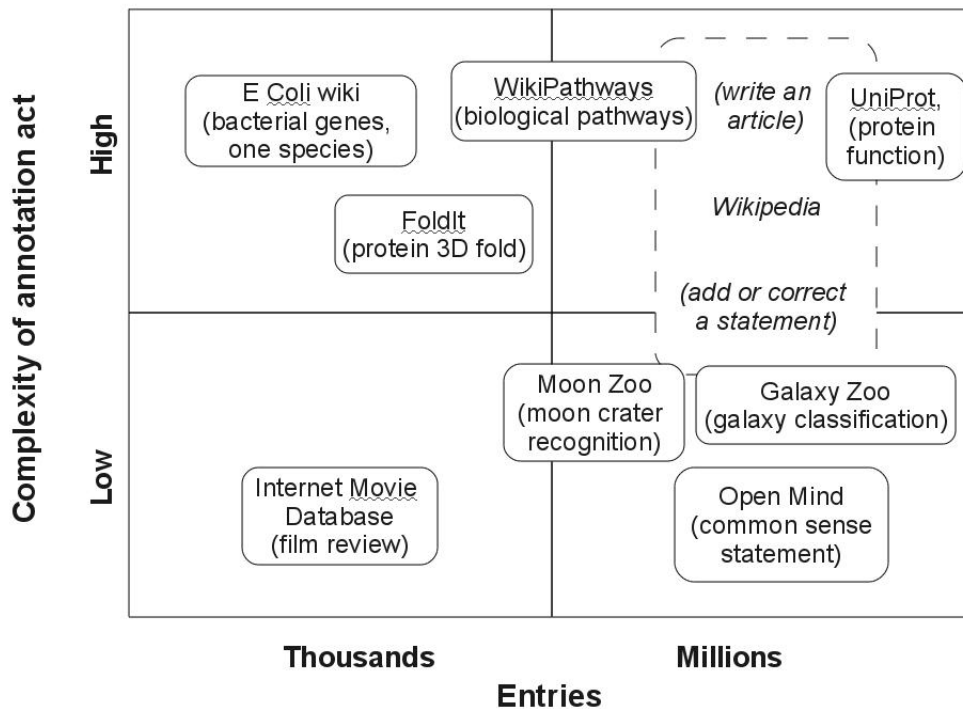 Complexity of annotation act
High
Low
E Coli wiki
(bacterial genes,
one species)
WikiPathways
(biological pathways)
(write an
article)
UniProt,
(protein
function)
FoldIt
(protein 3D fold)
Wikipedia
(add or correct
a statement)
Moon Zoo
(moon crater
recognition)
Galaxy Zoo
(galaxy classification)
Internet Movie
Database
(film review)
Open Mind
(common sense
statement)
Thousands
Millions
Entries